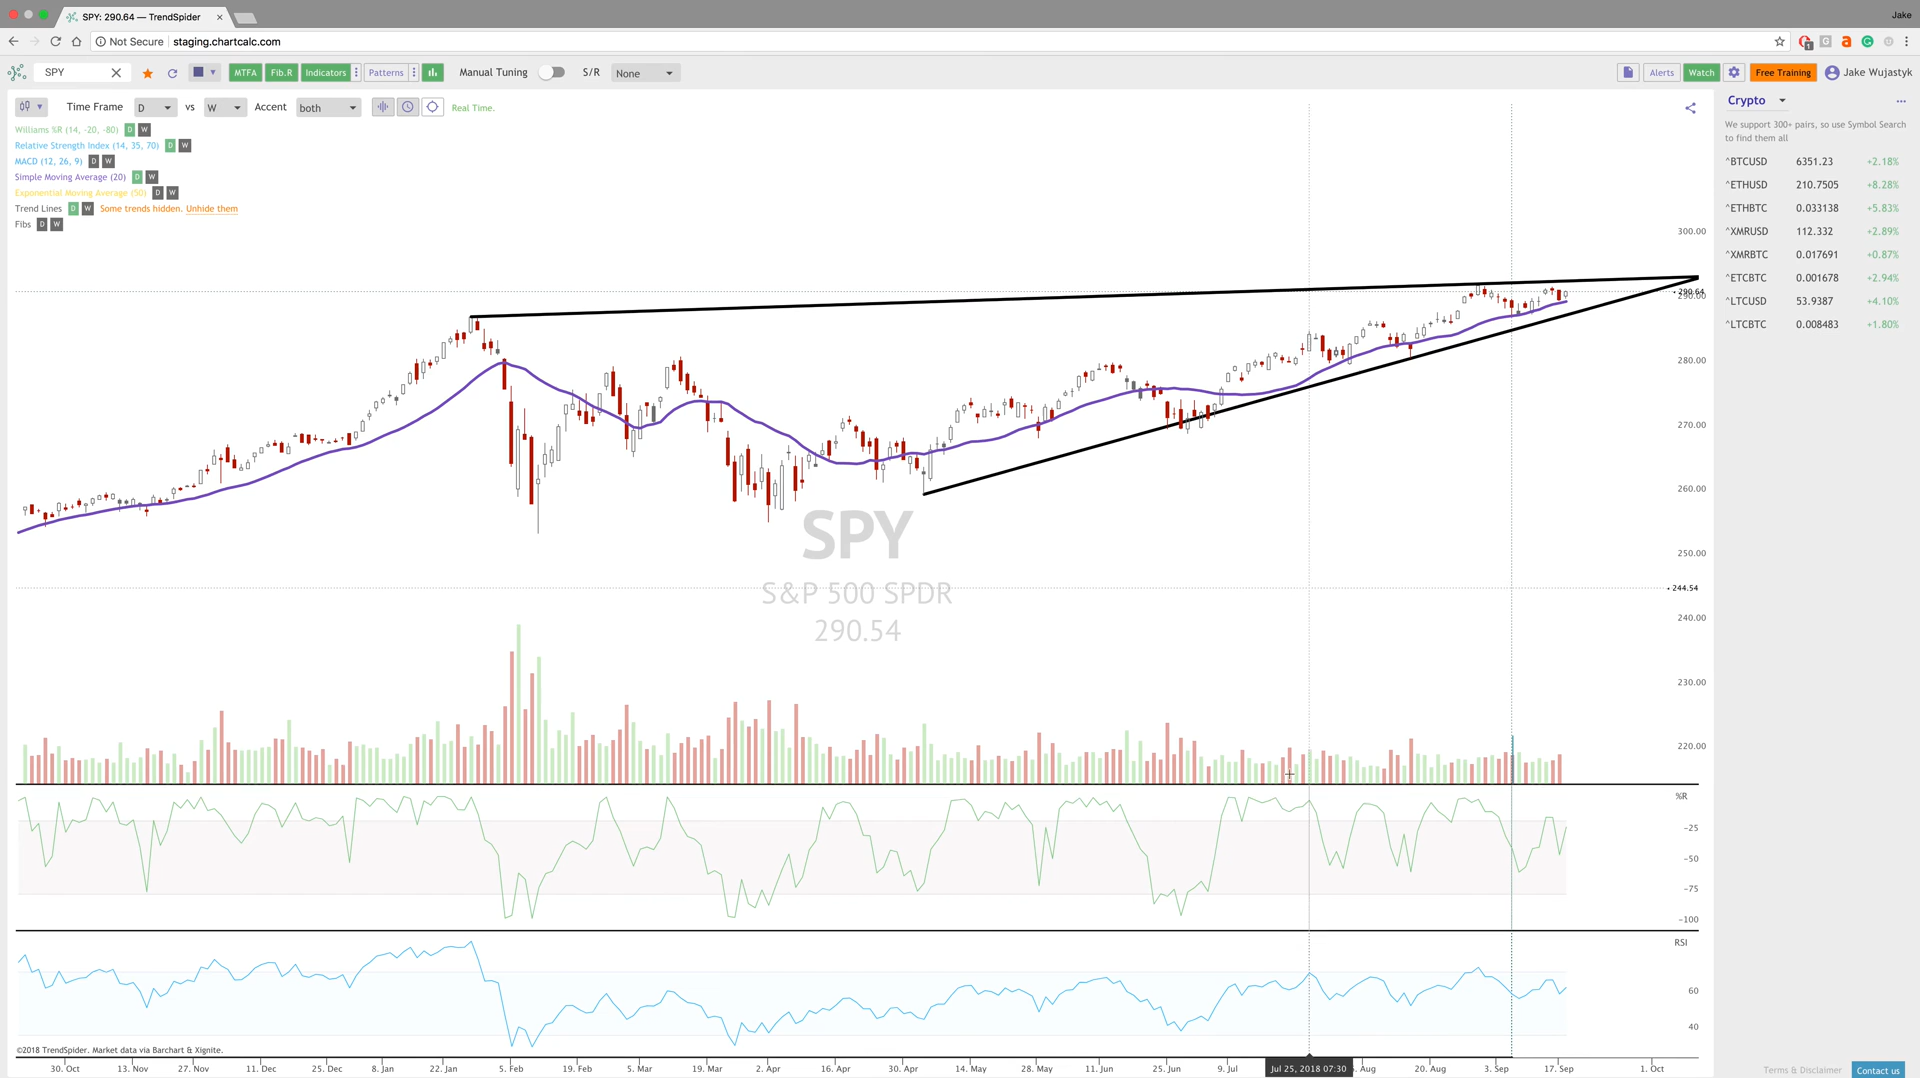 SPY: 290.64 — TrendSpider
Jake
Not Secure staging.chartcalc.com
SPY MTFA Fib.R Indicators Patterns Manual Tuning S/R None Alerts Watch Free Training Jake Wujastyk
Time Frame D vs W Accent both Real Time.
Williams %R (14, -20, -80) D W
Relative Strength Index (14, 35, 70) D W
MACD (12, 26, 9) D W
Simple Moving Average (20) D W
Exponential Moving Average (50) D W
Trend Lines D W Some trends hidden. Unhide them
Fibs D W
300.00
290.64
290.00
280.00
270.00
260.00
250.00
244.54
240.00
230.00
220.00
SPY
S&P 500 SPDR
290.54
%R
-25
-50
-75
-100
RSI
60
40
©2018 TrendSpider. Market data via Barchart & Xignite.
30. Oct 13. Nov 27. Nov 11. Dec 25. Dec 8. Jan 22. Jan 5. Feb 19. Feb 5. Mar 19. Mar 2. Apr 16. Apr 30. Apr 14. May 28. May 11. Jun 25. Jun 9. Jul Jul 25, 2018 07:30 . Aug 20. Aug 3. Sep 17. Sep 1. Oct
Crypto
We support 300+ pairs, so use Symbol Search
to find them all
^BTCUSD 6351.23 +2.18%
^ETHUSD 210.7505 +8.28%
^ETHBTC 0.033138 +5.83%
^XMRUSD 112.332 +2.89%
^XMRBTC 0.017691 +0.87%
^ETCBTC 0.001678 +2.94%
^LTCUSD 53.9387 +4.10%
^LTCBTC 0.008483 +1.80%
Terms & Disclaimer Contact us